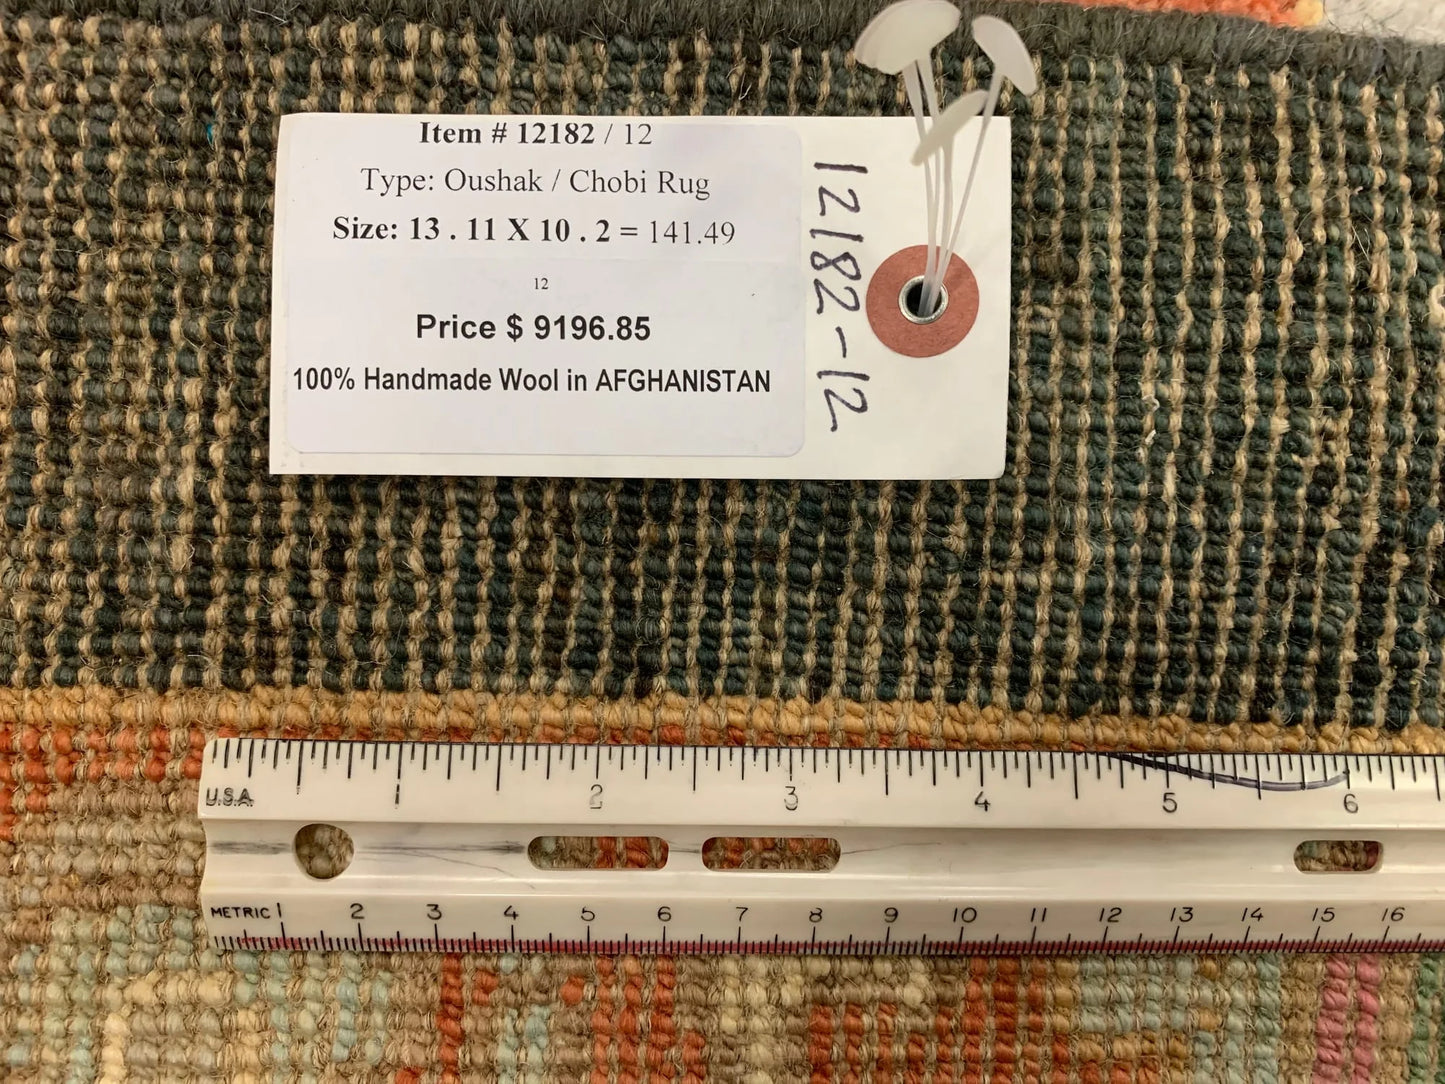 Item # 12182 / 12
Type: Oushak / Chobi Rug
Size: 13 . 11 X 10 . 2 = 141.49
12
Price $ 9196.85
100% Handmade Wool in AFGHANISTAN
12182-12
U.S.A. 1 2 3 4 5 6
METRIC 1 2 3 4 5 6 7 8 9 10 11 12 13 14 15 16